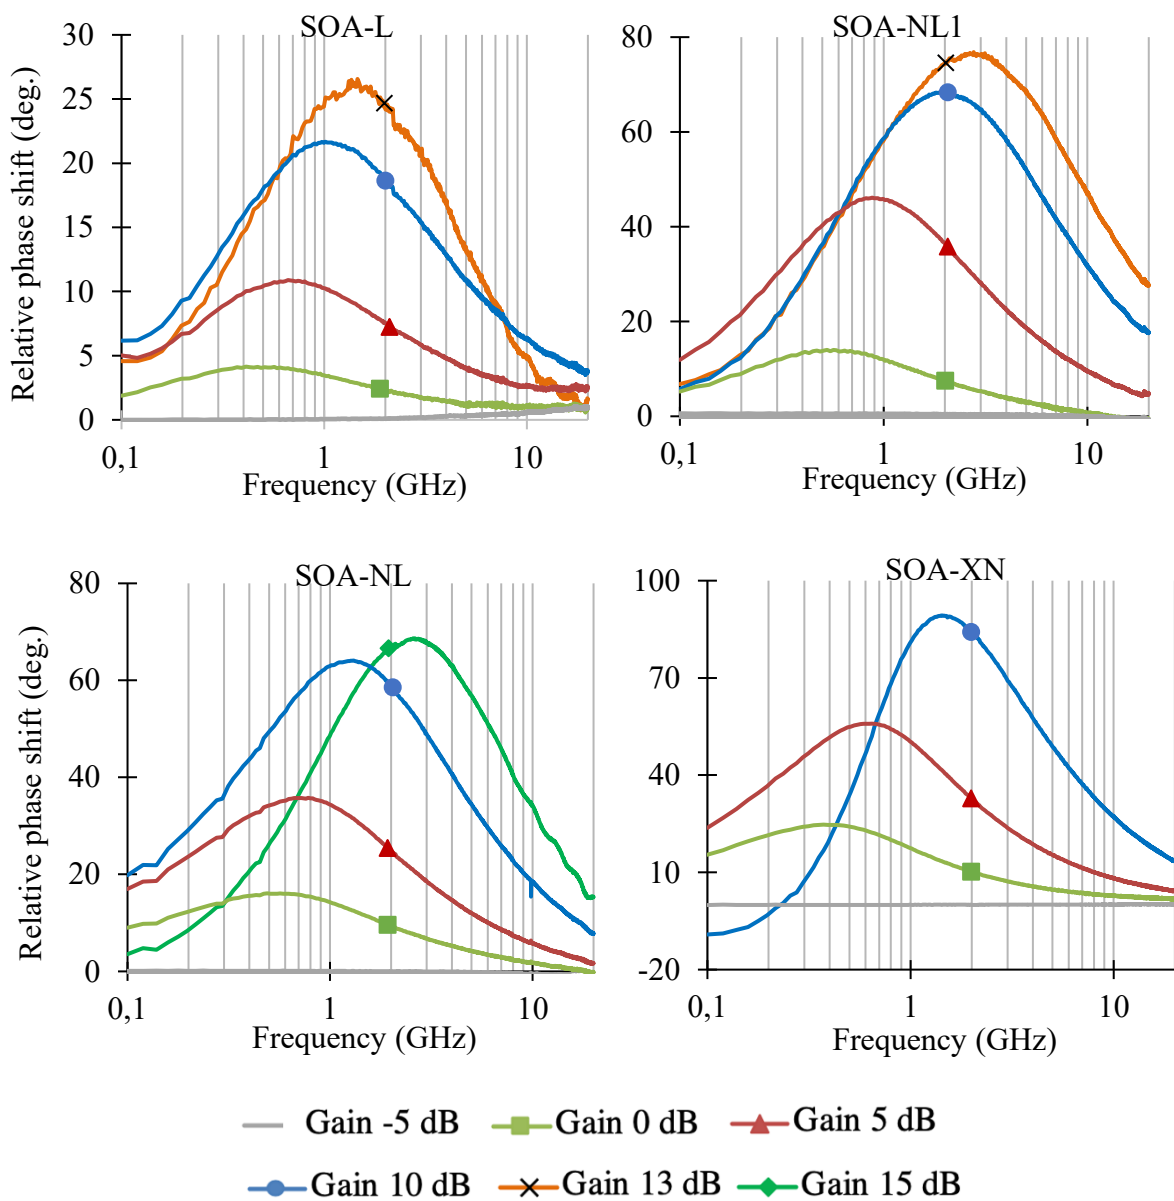 SOA-L
Relative phase shift (deg.)
30
25
20
15
10
5
0
0,1
1
10
Frequency (GHz)
SOA-NL1
80
60
40
20
0
0,1
1
10
Frequency (GHz)
SOA-NL
Relative phase shift (deg.)
80
60
40
20
0
0,1
1
10
Frequency (GHz)
SOA-XN
100
70
40
10
-20
0,1
1
10
Frequency (GHz)
Gain -5 dB Gain 0 dB Gain 5 dB
Gain 10 dB Gain 13 dB Gain 15 dB